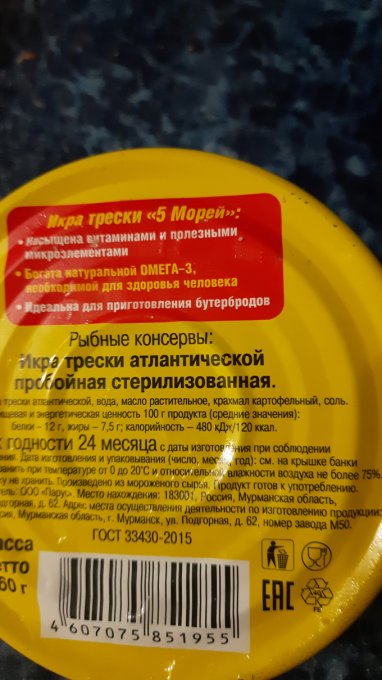 Икра трески «5 Морей»:
• Насыщена витаминами и полезными
микроэлементами
• Богата натуральной ОМЕГА-3,
необходимой для здоровья человека
• Идеальна для приготовления бутербродов
Рыбные консервы:
Икра трески атлантической
пробойная стерилизованная.
трески атлантической, вода, масло растительное, крахмал картофельный, соль.
и энергетическая ценность 100 г продукта (средние значения):
белки – 12 г, жиры – 7,5 г; калорийность – 480 кДж/120 ккал.
годности 24 месяца с даты изготовления при соблюдении
Дата изготовления и упаковывания (число, месяц, год): см. на крышке банки
при температуре от 0 до 20°С и относительной влажности воздуха не более 75%
не хранить. Произведено из мороженого сырья. Продукт готов к употреблению.
ООО «Парус». Место нахождения: 183001, Россия, Мурманская область,
д. 62. Адрес места осуществления деятельности по изготовлению продукции:
Мурманская область, г. Мурманск, ул. Подгорная, д. 62, номер завода М50.
ГОСТ 33430-2015
60 г
EAC
FE
4 607075 851955